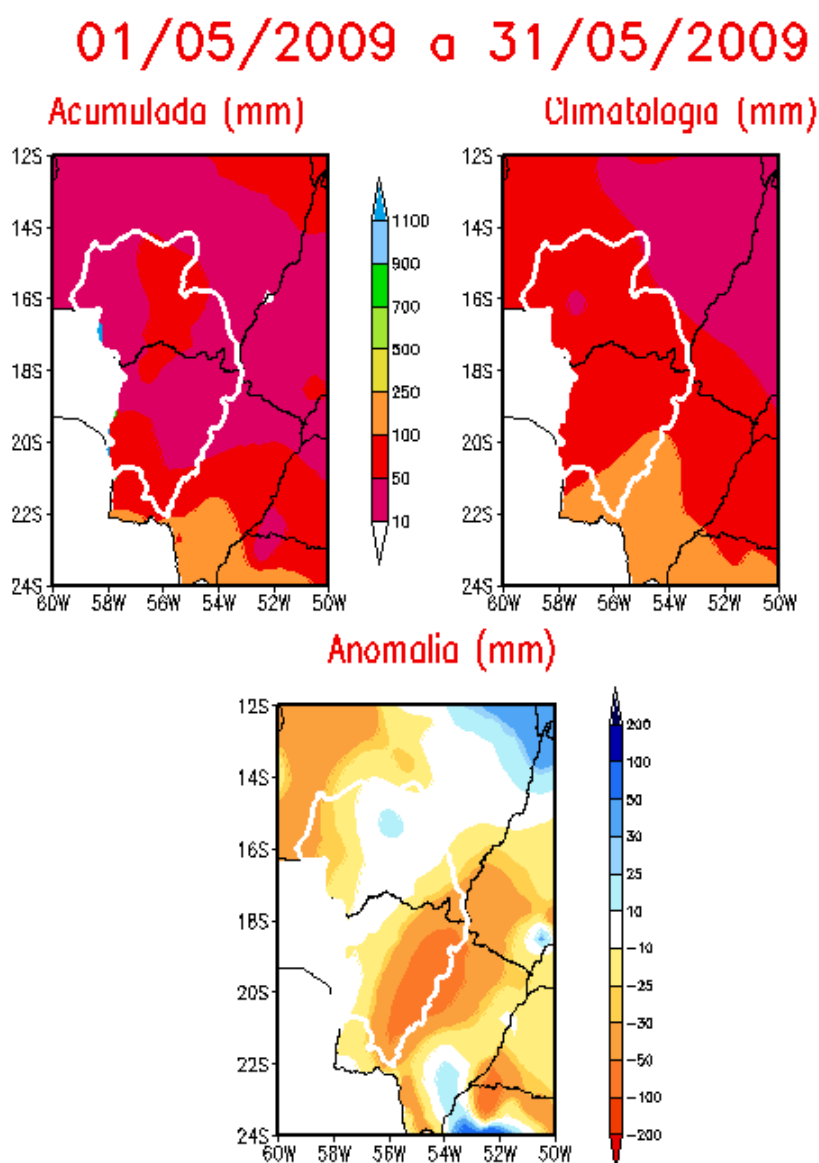 01/05/2009 a 31/05/2009
Acumulada (mm)
Climatologia (mm)
12S
14S
16S
18S
20S
22S
24S
60W 58W 56W 54W 52W 50W
1100
900
700
500
250
100
50
10
12S
14S
16S
18S
20S
22S
24S
60W 58W 56W 54W 52W 50W
Anomalia (mm)
12S
14S
16S
18S
20S
22S
24S
60W 58W 56W 54W 52W 50W
200
100
50
30
25
10
-10
-25
-30
-50
-100
-200